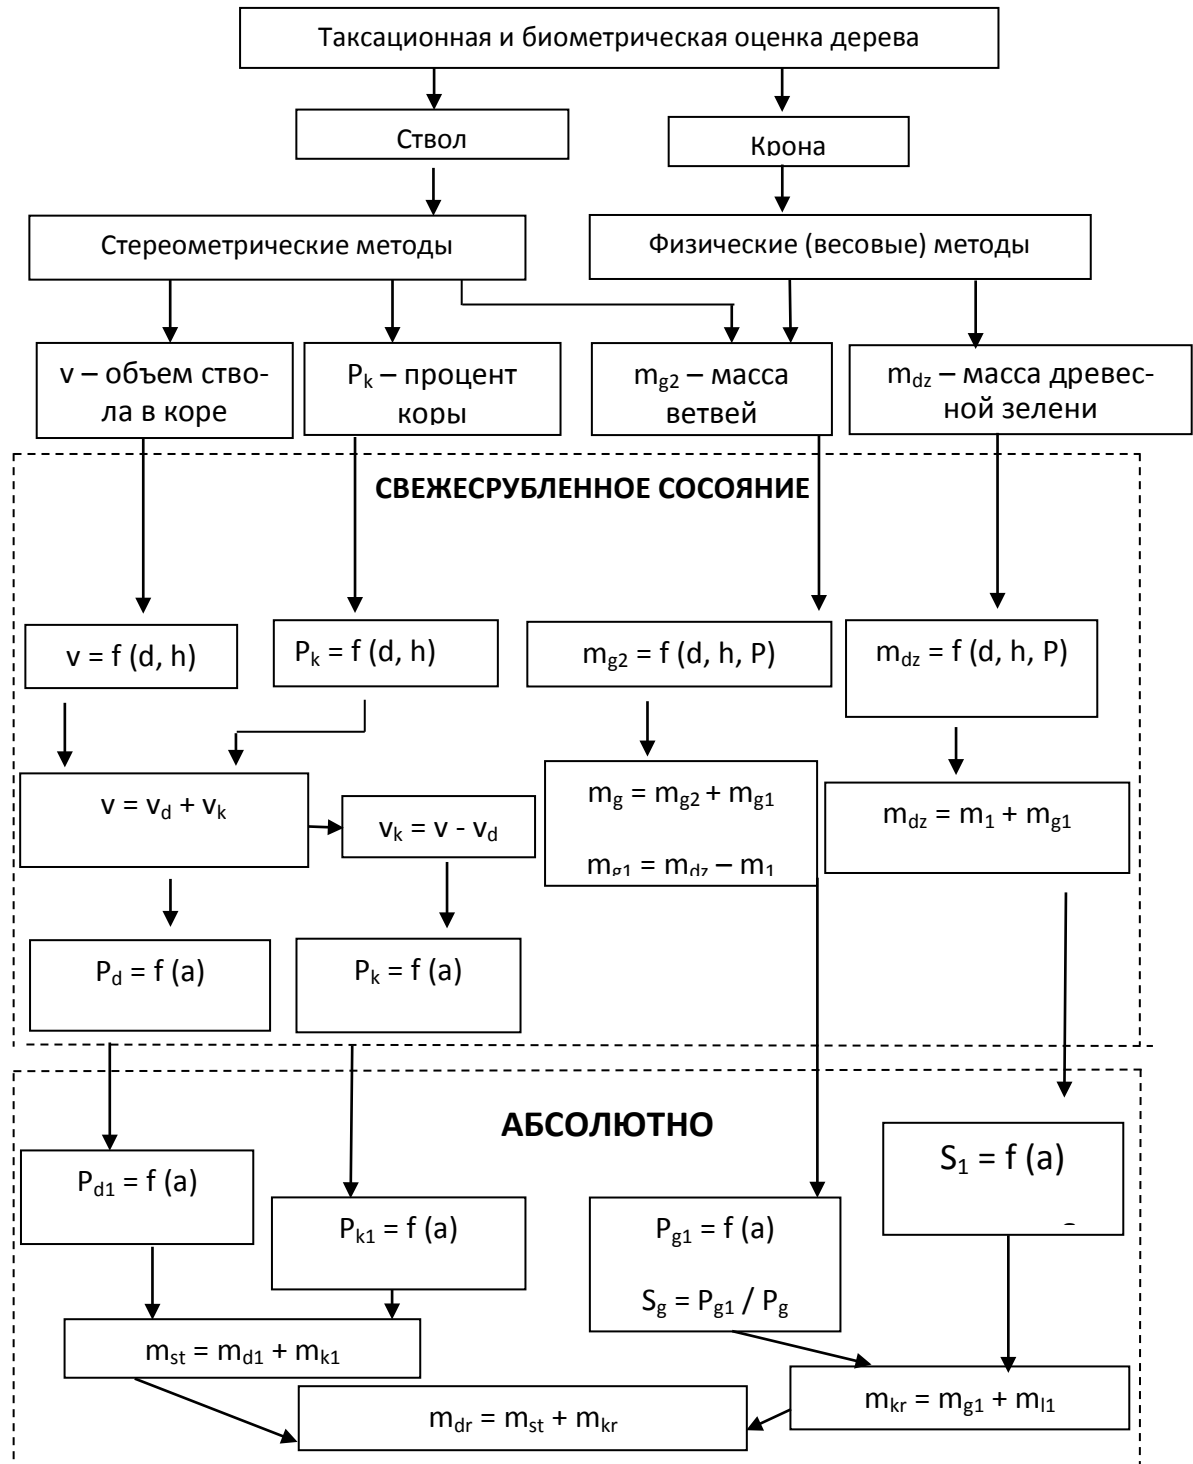 Таксационная и биометрическая оценка дерева
Ствол
Крона
Стереометрические методы
Физические (весовые) методы
v – объем ство-
ла в коре
Pk – процент
коры
mg2 – масса
ветвей
mdz – масса древес-
ной зелени
СВЕЖЕСРУБЛЕННОЕ СОСОЯНИЕ
v = f (d, h)
Pk = f (d, h)
mg2 = f (d, h, P)
mdz = f (d, h, P)
v = vd + vk
vk = v - vd
mg = mg2 + mg1
mg1 = mdz – m1
mdz = m1 + mg1
Pd = f (a)
Pk = f (a)
АБСОЛЮТНО
Pd1 = f (a)
Pk1 = f (a)
Pg1 = f (a)
Sg = Pg1 / Pg
S1 = f (a)
mst = md1 + mk1
mkr = mg1 + ml1
mdr = mst + mkr